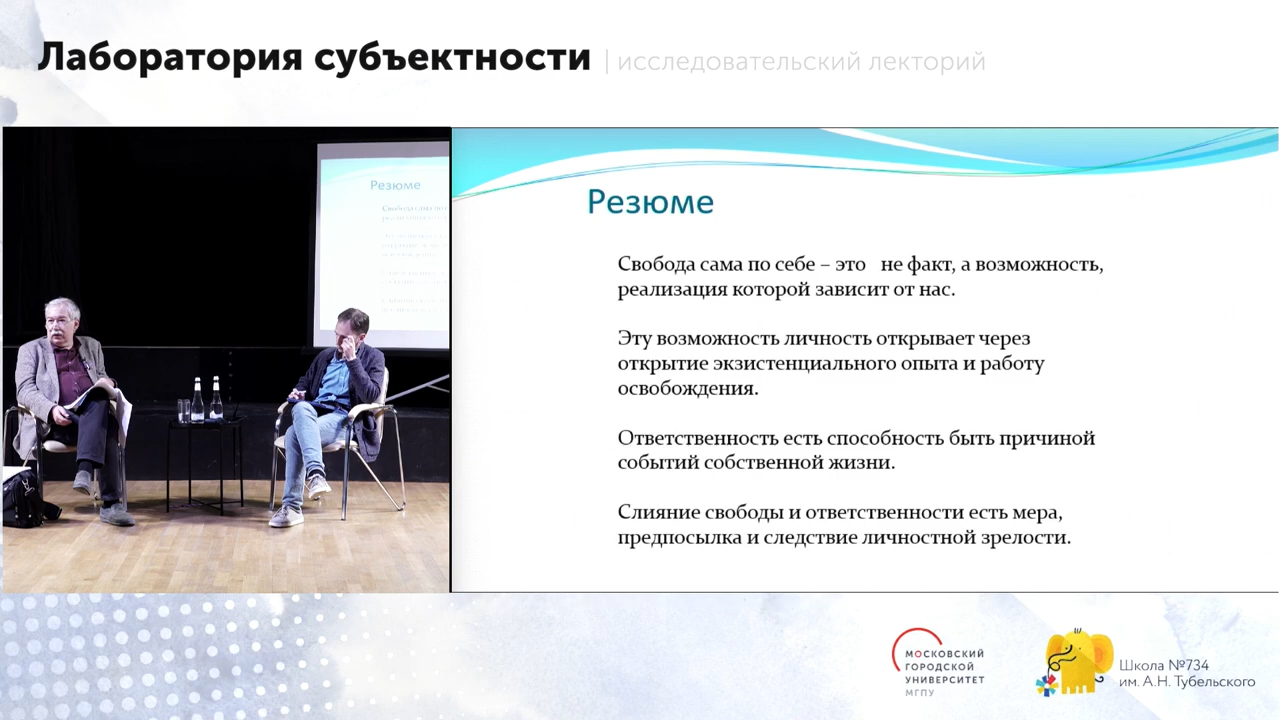 Лаборатория субъектности | исследовательский лекторий
Резюме
Резюме
Свобода сама по себе – это не факт, а возможность,
реализация которой зависит от нас.
Эту возможность личность открывает через
открытие экзистенциального опыта и работу
освобождения.
Ответственность есть способность быть причиной
событий собственной жизни.
Слияние свободы и ответственности есть мера,
предпосылка и следствие личностной зрелости.
МОСКОВСКИЙ
ГОРОДСКОЙ
УНИВЕРСИТЕТ
МГПУ
Школа №734
им. А.Н. Тубельского